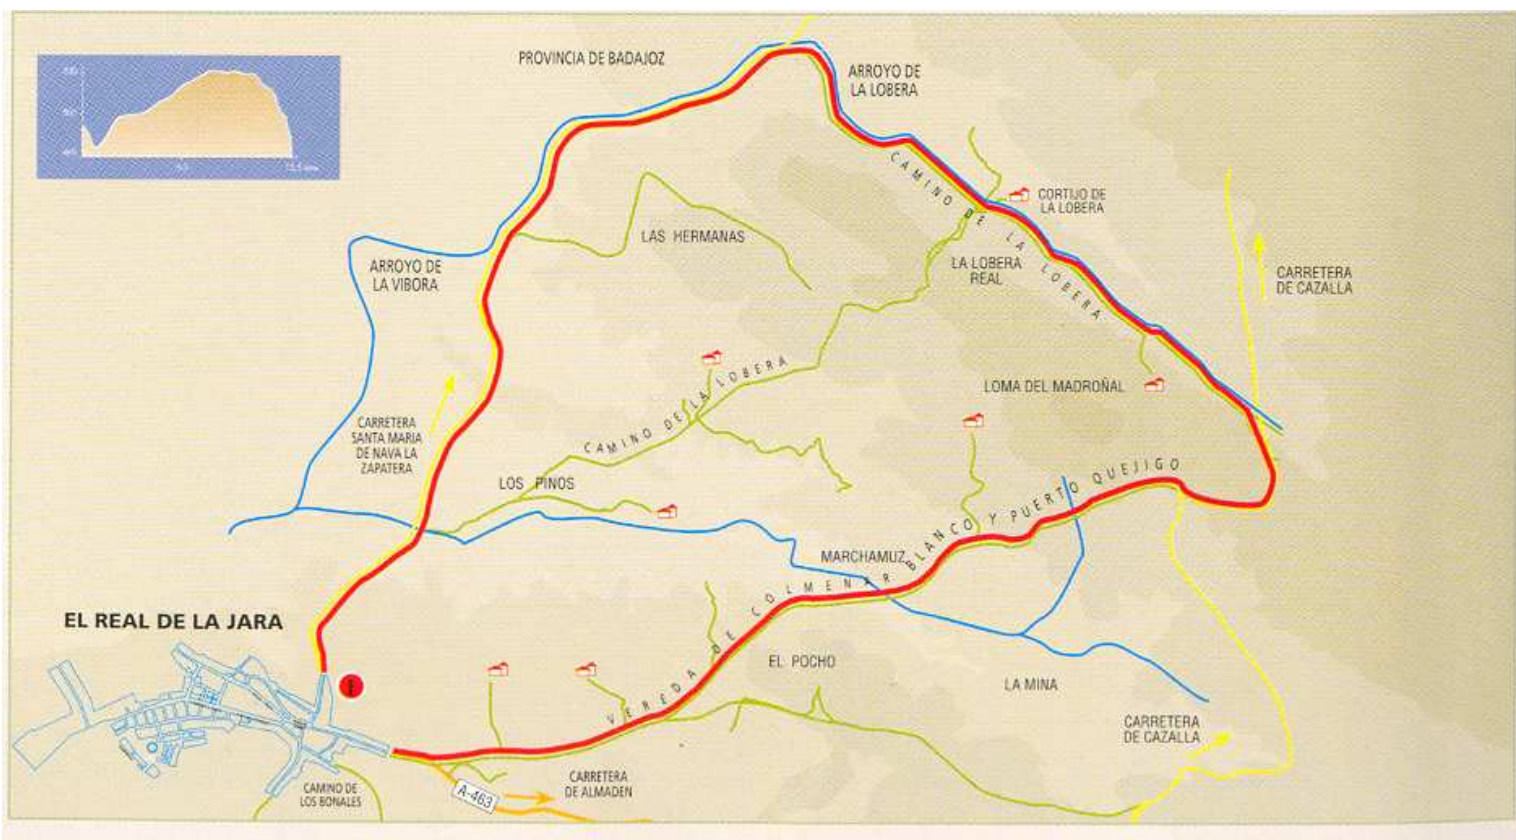 PROVINCIA DE BADAJOZ
ARROYO DE
LA LOBERA
CAMINO DE LA LOBERA
CORTIJO DE
LA LOBERA
LAS HERMANAS
ARROYO DE
LA VIBORA
LA LOBERA
REAL
CARRETERA
DE CAZALLA
CAMINO DE LA LOBERA
LOMA DEL MADROÑAL
CARRETERA
SANTA MARIA
DE NAVA LA
ZAPATERA
LOS PINOS
VEREDA DE COLMENAR BLANCO Y PUERTO QUEJIGO
MARCHAMUZ
EL REAL DE LA JARA
EL POCHO
LA MINA
CARRETERA
DE CAZALLA
CAMINO DE
LOS BONALES
A-463
CARRETERA
DE ALMADEN